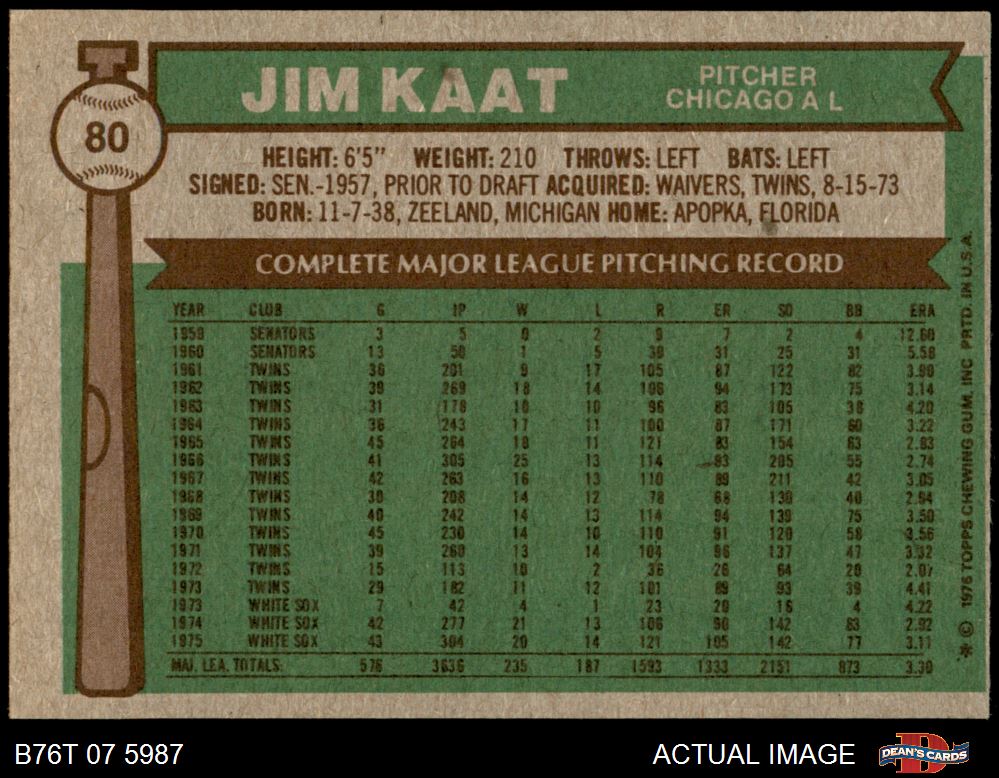 JIM KAAT
PITCHER
CHICAGO A L
80
HEIGHT: 6'5" WEIGHT: 210 THROWS: LEFT BATS: LEFT
SIGNED: SEN.-1957, PRIOR TO DRAFT ACQUIRED: WAIVERS, TWINS, 8-15-73
BORN: 11-7-38, ZEELAND, MICHIGAN HOME: APOPKA, FLORIDA
COMPLETE MAJOR LEAGUE PITCHING RECORD
YEAR CLUB G IP W L R ER SO BB ERA
1959 SENATORS 3 5 0 2 9 7 2 4 12.60
1960 SENATORS 13 50 1 5 39 31 25 31 5.58
1961 TWINS 36 201 9 17 105 87 122 82 3.90
1962 TWINS 39 269 18 14 106 94 173 75 3.14
1963 TWINS 31 178 10 10 96 83 105 38 4.20
1964 TWINS 36 243 17 11 100 87 171 60 3.22
1965 TWINS 45 264 18 11 121 83 154 63 2.83
1966 TWINS 41 305 25 13 114 93 205 55 2.74
1967 TWINS 42 263 16 13 110 89 211 42 3.05
1968 TWINS 30 208 14 12 78 68 130 40 2.94
1969 TWINS 40 242 14 13 114 94 139 75 3.50
1970 TWINS 45 230 14 10 110 91 120 58 3.56
1971 TWINS 39 260 13 14 104 96 137 47 3.32
1972 TWINS 15 113 10 2 36 26 64 20 2.07
1973 TWINS 29 182 11 12 101 89 93 39 4.41
1973 WHITE SOX 7 42 4 1 23 20 16 4 4.22
1974 WHITE SOX 42 277 21 13 106 90 142 63 2.92
1975 WHITE SOX 43 304 20 14 121 105 142 77 3.11
MAJ. LEA. TOTALS: 576 3636 235 187 1593 1333 2151 873 3.30
* © 1976 TOPPS CHEWING GUM, INC PRTD. IN U.S.A.
B76T 07 5987
ACTUAL IMAGE
DEAN'S CARDS